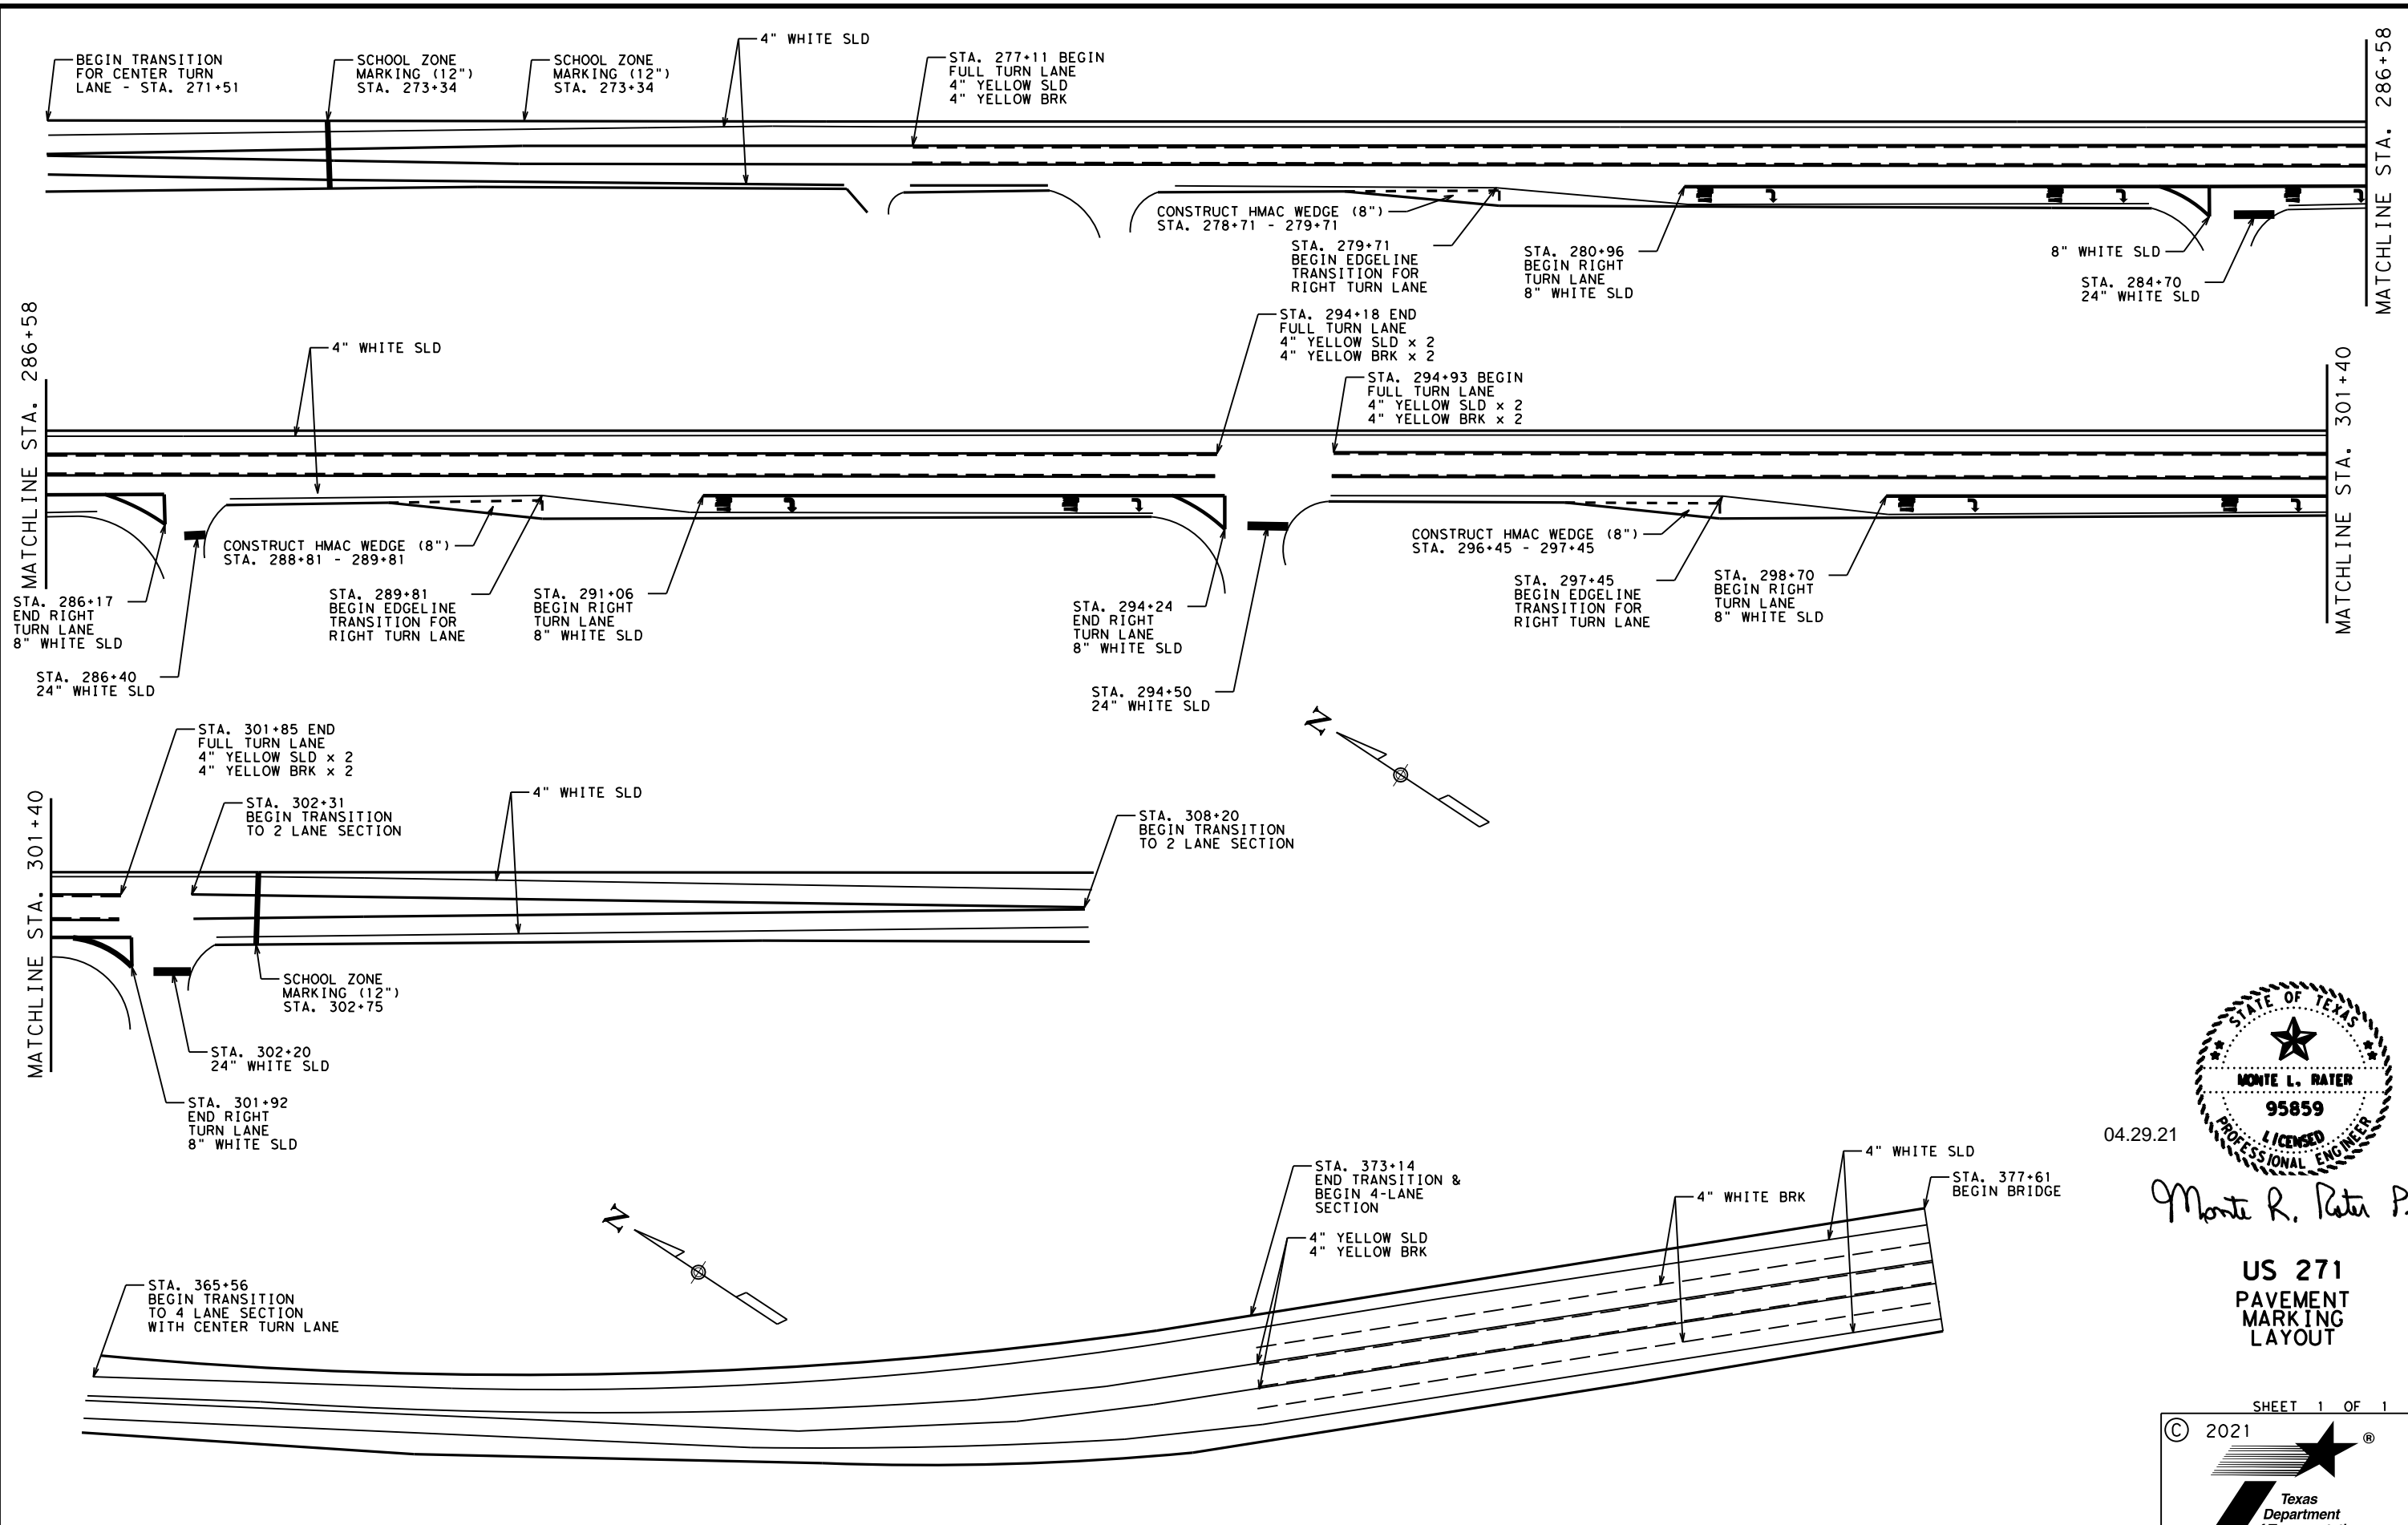 BEGIN TRANSITION
FOR CENTER TURN
LANE - STA. 271+51
SCHOOL ZONE
MARKING (12")
STA. 273+34
SCHOOL ZONE
MARKING (12")
STA. 273+34
4" WHITE SLD
STA. 277+11 BEGIN
FULL TURN LANE
4" YELLOW SLD
4" YELLOW BRK
MATCHLINE STA. 286+58
CONSTRUCT HMAC WEDGE (8")
STA. 278+71 - 279+71
STA. 279+71
BEGIN EDGELINE
TRANSITION FOR
RIGHT TURN LANE
STA. 280+96
BEGIN RIGHT
TURN LANE
8" WHITE SLD
8" WHITE SLD
STA. 284+70
24" WHITE SLD
MATCHLINE STA. 286+58
4" WHITE SLD
STA. 294+18 END
FULL TURN LANE
4" YELLOW SLD x 2
4" YELLOW BRK x 2
STA. 294+93 BEGIN
FULL TURN LANE
4" YELLOW SLD x 2
4" YELLOW BRK x 2
MATCHLINE STA. 301+40
STA. 286+17
END RIGHT
TURN LANE
8" WHITE SLD
STA. 286+40
24" WHITE SLD
CONSTRUCT HMAC WEDGE (8")
STA. 288+81 - 289+81
STA. 289+81
BEGIN EDGELINE
TRANSITION FOR
RIGHT TURN LANE
STA. 291+06
BEGIN RIGHT
TURN LANE
8" WHITE SLD
STA. 294+24
END RIGHT
TURN LANE
8" WHITE SLD
STA. 294+50
24" WHITE SLD
CONSTRUCT HMAC WEDGE (8")
STA. 296+45 - 297+45
STA. 297+45
BEGIN EDGELINE
TRANSITION FOR
RIGHT TURN LANE
STA. 298+70
BEGIN RIGHT
TURN LANE
8" WHITE SLD
N
MATCHLINE STA. 301+40
STA. 301+85 END
FULL TURN LANE
4" YELLOW SLD x 2
4" YELLOW BRK x 2
STA. 302+31
BEGIN TRANSITION
TO 2 LANE SECTION
4" WHITE SLD
STA. 308+20
BEGIN TRANSITION
TO 2 LANE SECTION
SCHOOL ZONE
MARKING (12")
STA. 302+75
STA. 302+20
24" WHITE SLD
STA. 301+92
END RIGHT
TURN LANE
8" WHITE SLD
N
STA. 365+56
BEGIN TRANSITION
TO 4 LANE SECTION
WITH CENTER TURN LANE
STA. 373+14
END TRANSITION &
BEGIN 4-LANE
SECTION
4" YELLOW SLD
4" YELLOW BRK
4" WHITE BRK
4" WHITE SLD
STA. 377+61
BEGIN BRIDGE
STATE OF TEXAS
MONTE L. RATER
95859
LICENSED
PROFESSIONAL ENGINEER
04.29.21
Monte R. Rater P.
US 271
PAVEMENT
MARKING
LAYOUT
SHEET 1 OF 1
© 2021
®
Texas
Department